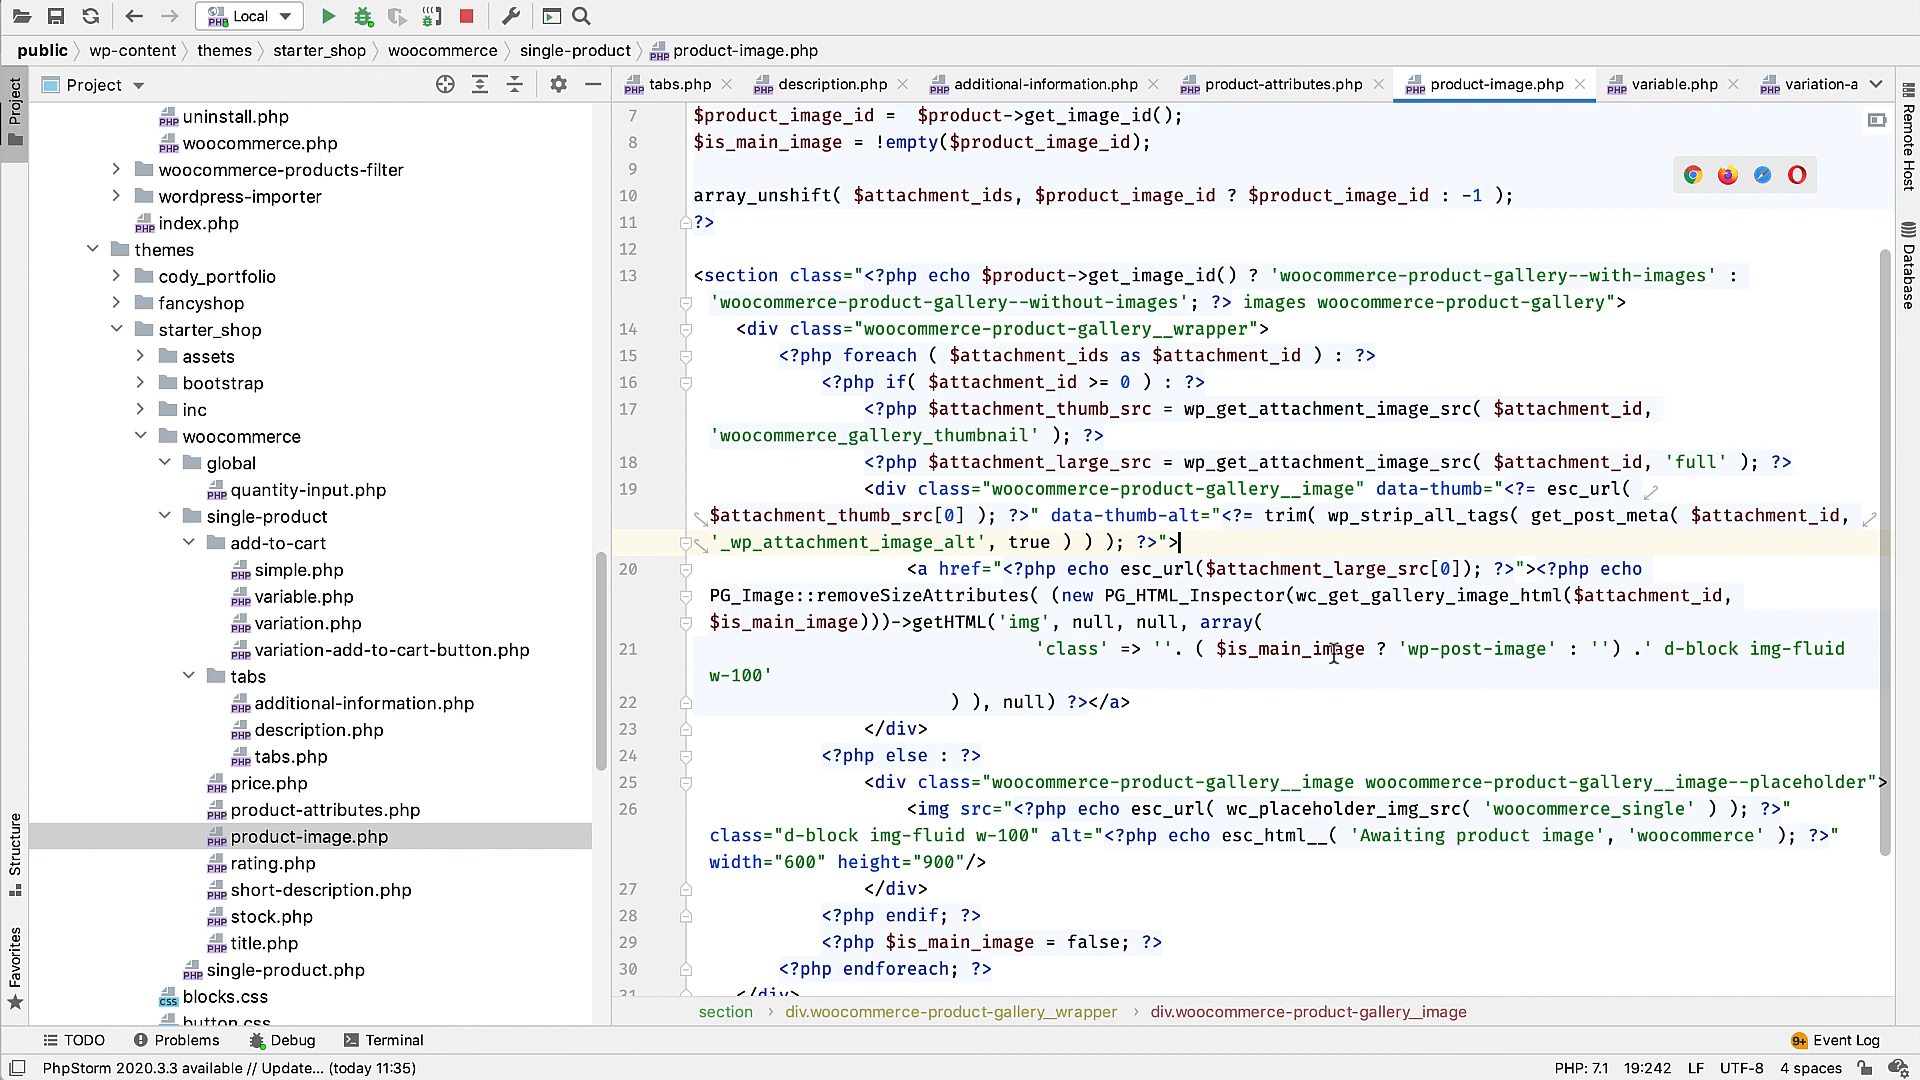 Local
public wp-content themes starter_shop woocommerce single-product product-image.php
Project
tabs.php description.php additional-information.php product-attributes.php product-image.php variable.php variation-a
Project
Structure
Favorites
Remote Host
Database
uninstall.php
woocommerce.php
woocommerce-products-filter
wordpress-importer
index.php
themes
cody_portfolio
fancyshop
starter_shop
assets
bootstrap
inc
woocommerce
global
quantity-input.php
single-product
add-to-cart
simple.php
variable.php
variation.php
variation-add-to-cart-button.php
tabs
additional-information.php
description.php
tabs.php
price.php
product-attributes.php
product-image.php
rating.php
short-description.php
stock.php
title.php
single-product.php
blocks.css
button.css
7 $product_image_id =  $product->get_image_id();
8 $is_main_image = !empty($product_image_id);
9
10 array_unshift( $attachment_ids, $product_image_id ? $product_image_id : -1 );
11 ?>
12
13 <section class="<?php echo $product->get_image_id() ? 'woocommerce-product-gallery--with-images' :
'woocommerce-product-gallery--without-images'; ?> images woocommerce-product-gallery">
14 <div class="woocommerce-product-gallery__wrapper">
15 <?php foreach ( $attachment_ids as $attachment_id ) : ?>
16 <?php if( $attachment_id >= 0 ) : ?>
17 <?php $attachment_thumb_src = wp_get_attachment_image_src( $attachment_id,
'woocommerce_gallery_thumbnail' ); ?>
18 <?php $attachment_large_src = wp_get_attachment_image_src( $attachment_id, 'full' ); ?>
19 <div class="woocommerce-product-gallery__image" data-thumb="<?= esc_url(
$attachment_thumb_src[0] ); ?>" data-thumb-alt="<?= trim( wp_strip_all_tags( get_post_meta( $attachment_id,
'_wp_attachment_image_alt', true ) ) ); ?>">
20 <a href="<?php echo esc_url($attachment_large_src[0]); ?>"><?php echo
PG_Image::removeSizeAttributes( (new PG_HTML_Inspector(wc_get_gallery_image_html($attachment_id,
$is_main_image)))->getHTML('img', null, null, array(
21 'class' => ''. ( $is_main_image ? 'wp-post-image' : '') .' d-block img-fluid
w-100'
22 ) ), null) ?></a>
23 </div>
24 <?php else : ?>
25 <div class="woocommerce-product-gallery__image woocommerce-product-gallery__image--placeholder">
26 <img src="<?php echo esc_url( wc_placeholder_img_src( 'woocommerce_single' ) ); ?>"
class="d-block img-fluid w-100" alt="<?php echo esc_html__( 'Awaiting product image', 'woocommerce' ); ?>"
width="600" height="900"/>
27 </div>
28 <?php endif; ?>
29 <?php $is_main_image = false; ?>
30 <?php endforeach; ?>
31 </div>
section div.woocommerce-product-gallery__wrapper div.woocommerce-product-gallery__image
TODO Problems Debug Terminal 9+ Event Log
PhpStorm 2020.3.3 available // Update... (today 11:35) PHP: 7.1 19:242 LF UTF-8 4 spaces